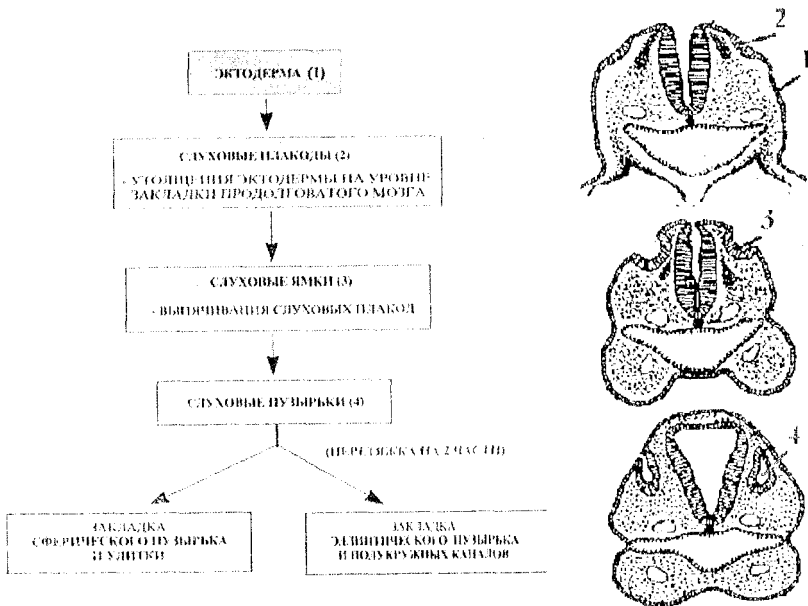 ЭКТОДЕРМА (1)
СЛУХОВЫЕ ПЛАКОДЫ (2)
- УТОЛЩЕНИЯ ЭКТОДЕРМЫ НА УРОВНЕ
ЗАКЛАДКИ ПРОДОЛГОВАТОГО МОЗГА
СЛУХОВЫЕ ЯМКИ (3)
- ВЫПЯЧИВАНИЯ СЛУХОВЫХ ПЛАКОД
СЛУХОВЫЕ ПУЗЫРЬКИ (4)
(ПЕРЕТЯЖКА НА 2 ЧАСТИ)
ЗАКЛАДКА
СФЕРИЧЕСКОГО ПУЗЫРЬКА
И УЛИТКИ
ЗАКЛАДКА
ЭЛЛИПТИЧЕСКОГО ПУЗЫРЬКА
И ПОЛУКРУЖНЫХ КАНАЛОВ
2
1
3
4